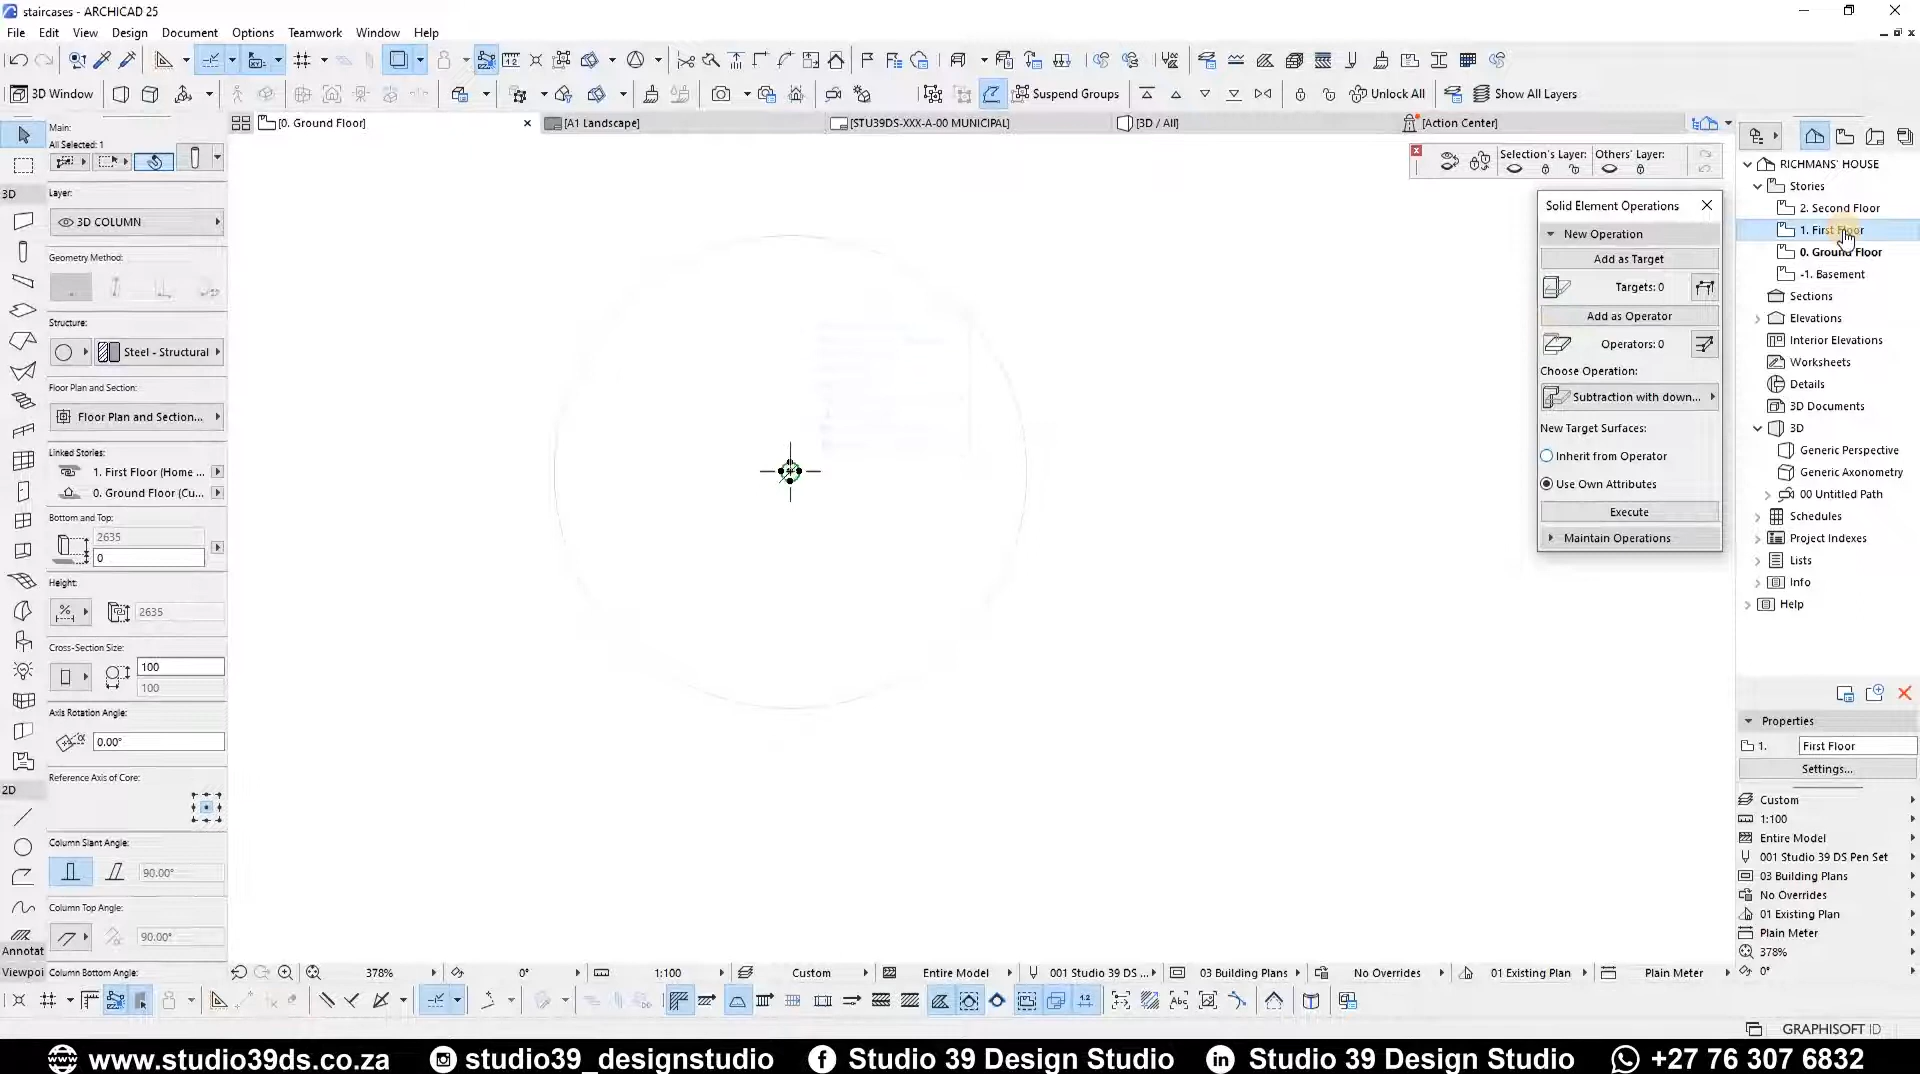 staircases - ARCHICAD 25
File Edit View Design Document Options Teamwork Window Help
3D Window
Suspend Groups
Unlock All
Show All Layers
[0. Ground Floor]
[A1 Landscape]
[STU39DS-XXX-A-00 MUNICIPAL]
[3D / All]
[Action Center]
Main:
All Selected: 1
3D
Layer:
3D COLUMN
Geometry Method:
Structure:
Steel - Structural
Floor Plan and Section:
Floor Plan and Section...
Linked Stories:
1. First Floor (Home ...
0. Ground Floor (Cu...
Bottom and Top:
2635
0
Height:
2635
Cross-Section Size:
100
100
Axis Rotation Angle:
0.00°
Reference Axis of Core:
2D
Column Slant Angle:
90.00°
Column Top Angle:
90.00°
Annotat
Viewpoi
Column Bottom Angle:
Selection's Layer:
Others' Layer:
Solid Element Operations
New Operation
Add as Target
Targets: 0
Add as Operator
Operators: 0
Choose Operation:
Subtraction with down...
New Target Surfaces:
Inherit from Operator
Use Own Attributes
Execute
Maintain Operations
RICHMANS' HOUSE
Stories
2. Second Floor
1. First Floor
0. Ground Floor
-1. Basement
Sections
Elevations
Interior Elevations
Worksheets
Details
3D Documents
3D
Generic Perspective
Generic Axonometry
00 Untitled Path
Schedules
Project Indexes
Lists
Info
Help
Properties
1.
First Floor
Settings...
Custom
1:100
Entire Model
001 Studio 39 DS Pen Set
03 Building Plans
No Overrides
01 Existing Plan
Plain Meter
378%
0°
378%
0°
1:100
Custom
Entire Model
001 Studio 39 DS ...
03 Building Plans
No Overrides
01 Existing Plan
Plain Meter
GRAPHISOFT ID
www.studio39ds.co.za
studio39_designstudio
Studio 39 Design Studio
Studio 39 Design Studio
+27 76 307 6832